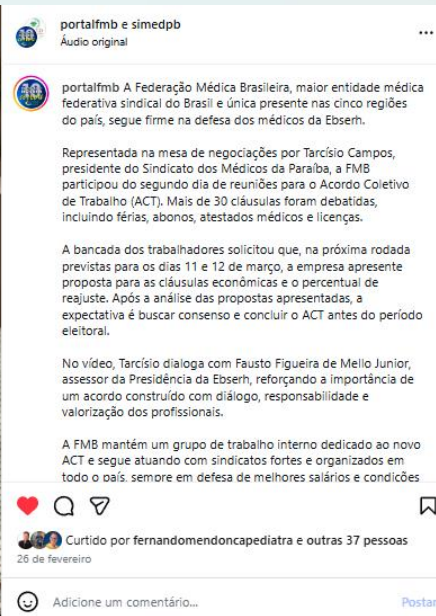 portalfmb e simedpb
Áudio original
portalfmb A Federação Médica Brasileira, maior entidade médica
federativa sindical do Brasil e única presente nas cinco regiões
do país, segue firme na defesa dos médicos da Ebserh.
Representada na mesa de negociações por Tarcísio Campos,
presidente do Sindicato dos Médicos da Paraíba, a FMB
participou do segundo dia de reuniões para o Acordo Coletivo
de Trabalho (ACT). Mais de 30 cláusulas foram debatidas,
incluindo férias, abonos, atestados médicos e licenças.
A bancada dos trabalhadores solicitou que, na próxima rodada
previstas para os dias 11 e 12 de março, a empresa apresente
proposta para as cláusulas econômicas e o percentual de
reajuste. Após a análise das propostas apresentadas, a
expectativa é buscar consenso e concluir o ACT antes do período
eleitoral.
No vídeo, Tarcísio dialoga com Fausto Figueira de Mello Junior,
assessor da Presidência da Ebserh, reforçando a importância de
um acordo construído com diálogo, responsabilidade e
valorização dos profissionais.
A FMB mantém um grupo de trabalho interno dedicado ao novo
ACT e segue atuando com sindicatos fortes e organizados em
todo o país, sempre em defesa de melhores salários e condições
Curtido por fernandomendoncapediatra e outras 37 pessoas
26 de fevereiro
Adicione um comentário...
Postar